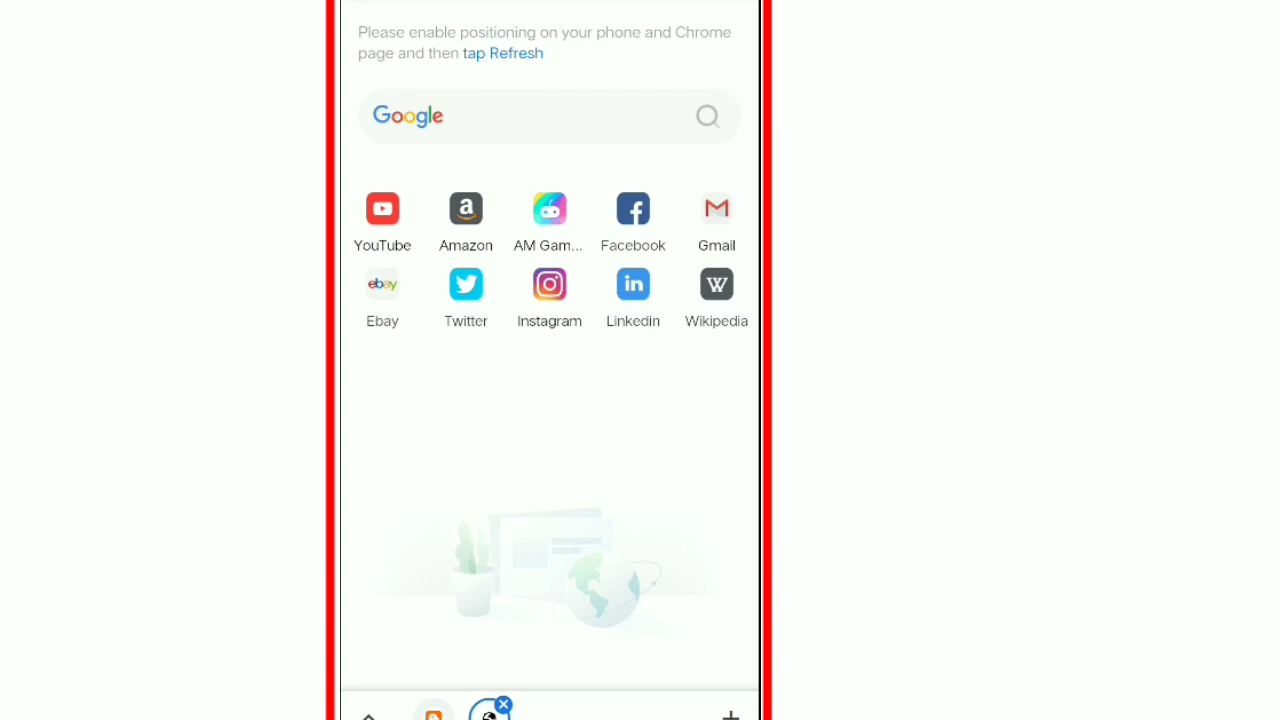 Please enable positioning on your phone and Chrome
page and then tap Refresh
Google
YouTube
Amazon
AM Gam...
Facebook
Gmail
ebay
in
W
Ebay
Twitter
Instagram
Linkedin
Wikipedia